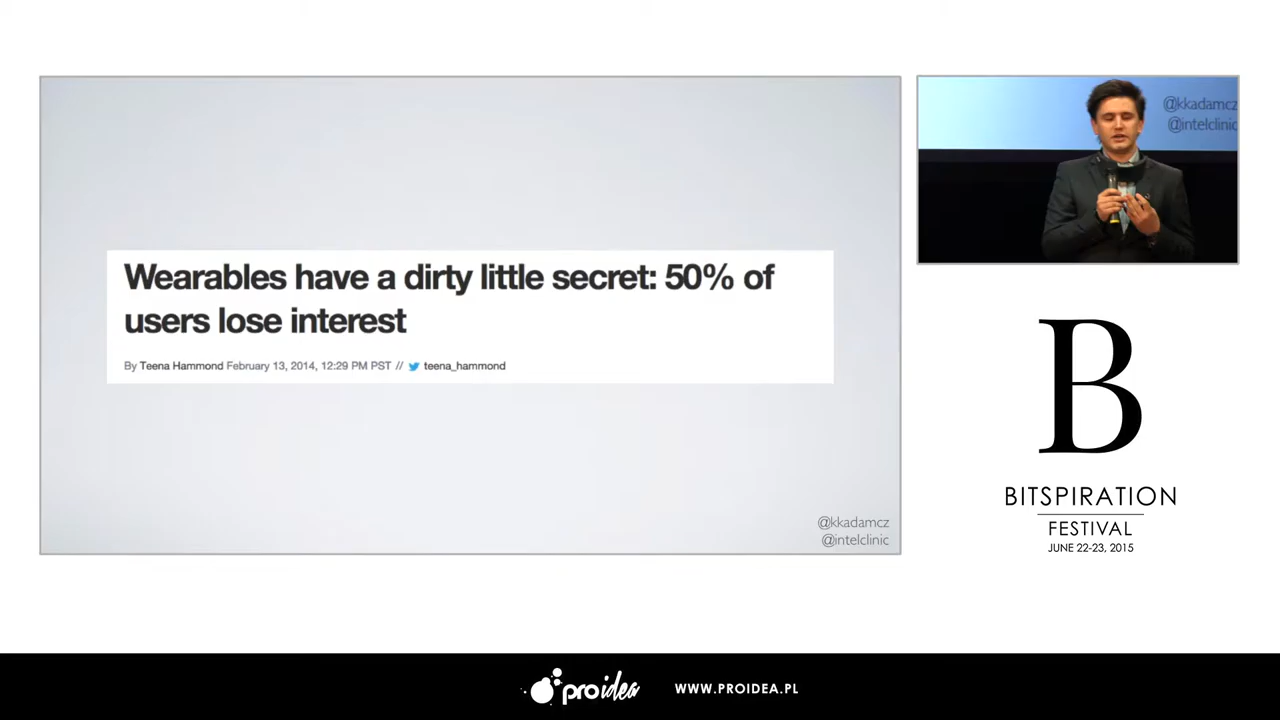 Wearables have a dirty little secret: 50% of
users lose interest
By Teena Hammond February 13, 2014, 12:29 PM PST // teena_hammond
@kkadamcz
@intelclinic
@kkadamcz
@intelclinic
B
BITSPIRATION
FESTIVAL
JUNE 22-23, 2015
proidea
WWW.PROIDEA.PL